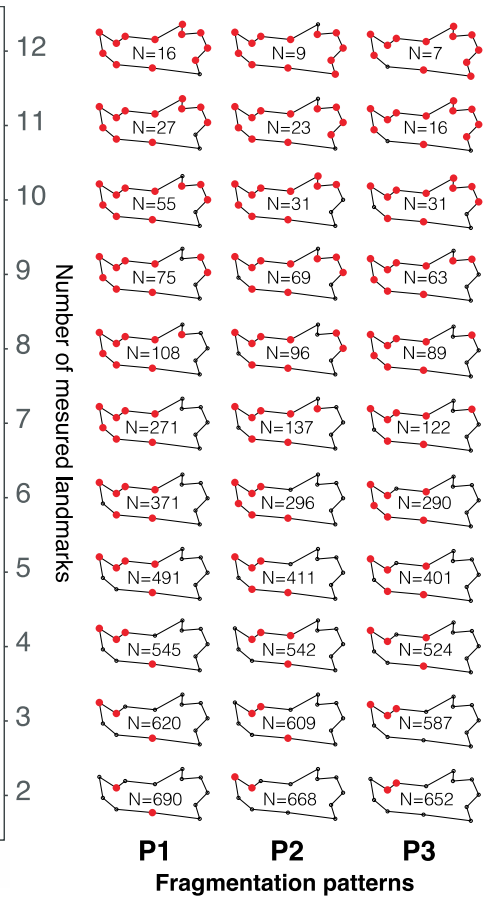 12 N=16 N=9 N=7
11 N=27 N=23 N=16
10 N=55 N=31 N=31
9 N=75 N=69 N=63
8 N=108 N=96 N=89
7 N=271 N=137 N=122
6 N=371 N=296 N=290
5 N=491 N=411 N=401
4 N=545 N=542 N=524
3 N=620 N=609 N=587
2 N=690 N=668 N=652
Number of mesured landmarks
P1 P2 P3
Fragmentation patterns